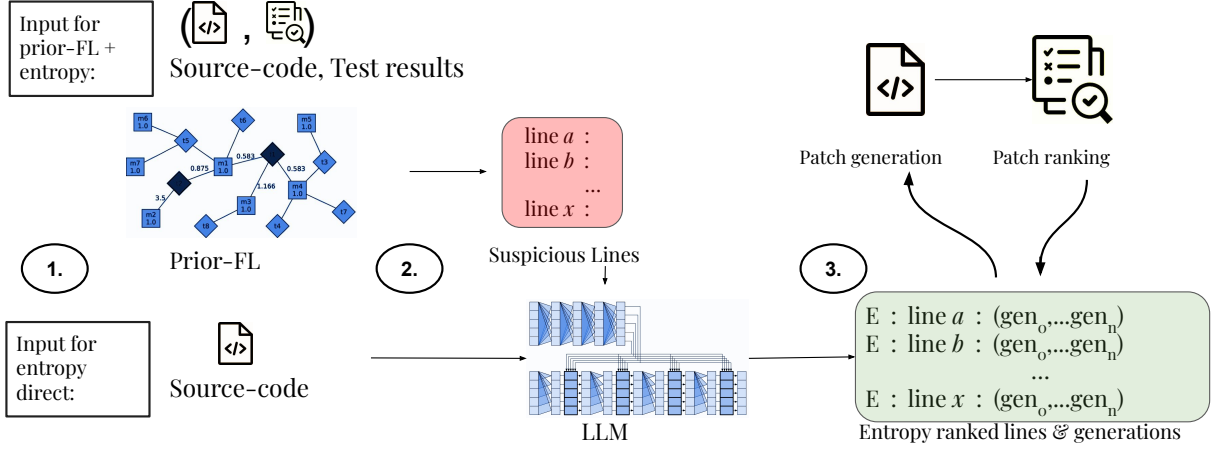 Input for
prior-FL +
entropy:
( </> , )
Source-code, Test results
m6
1.0
t6
m5
1.0
t5
m7
1.0
m1
1.0
0.583
0.875
0.583
t3
1.166
m4
1.0
3.5
m3
1.0
m2
1.0
t8
t4
t7
Prior-FL
line a :
line b :
...
line x :
Suspicious Lines
</>
Patch generation
Patch ranking
1.
2.
3.
Input for
entropy
direct:
</>
Source-code
LLM
E : line a : (gen₀,...genₙ)
E : line b : (gen₀,...genₙ)
...
E : line x : (gen₀,...genₙ)
Entropy ranked lines & generations